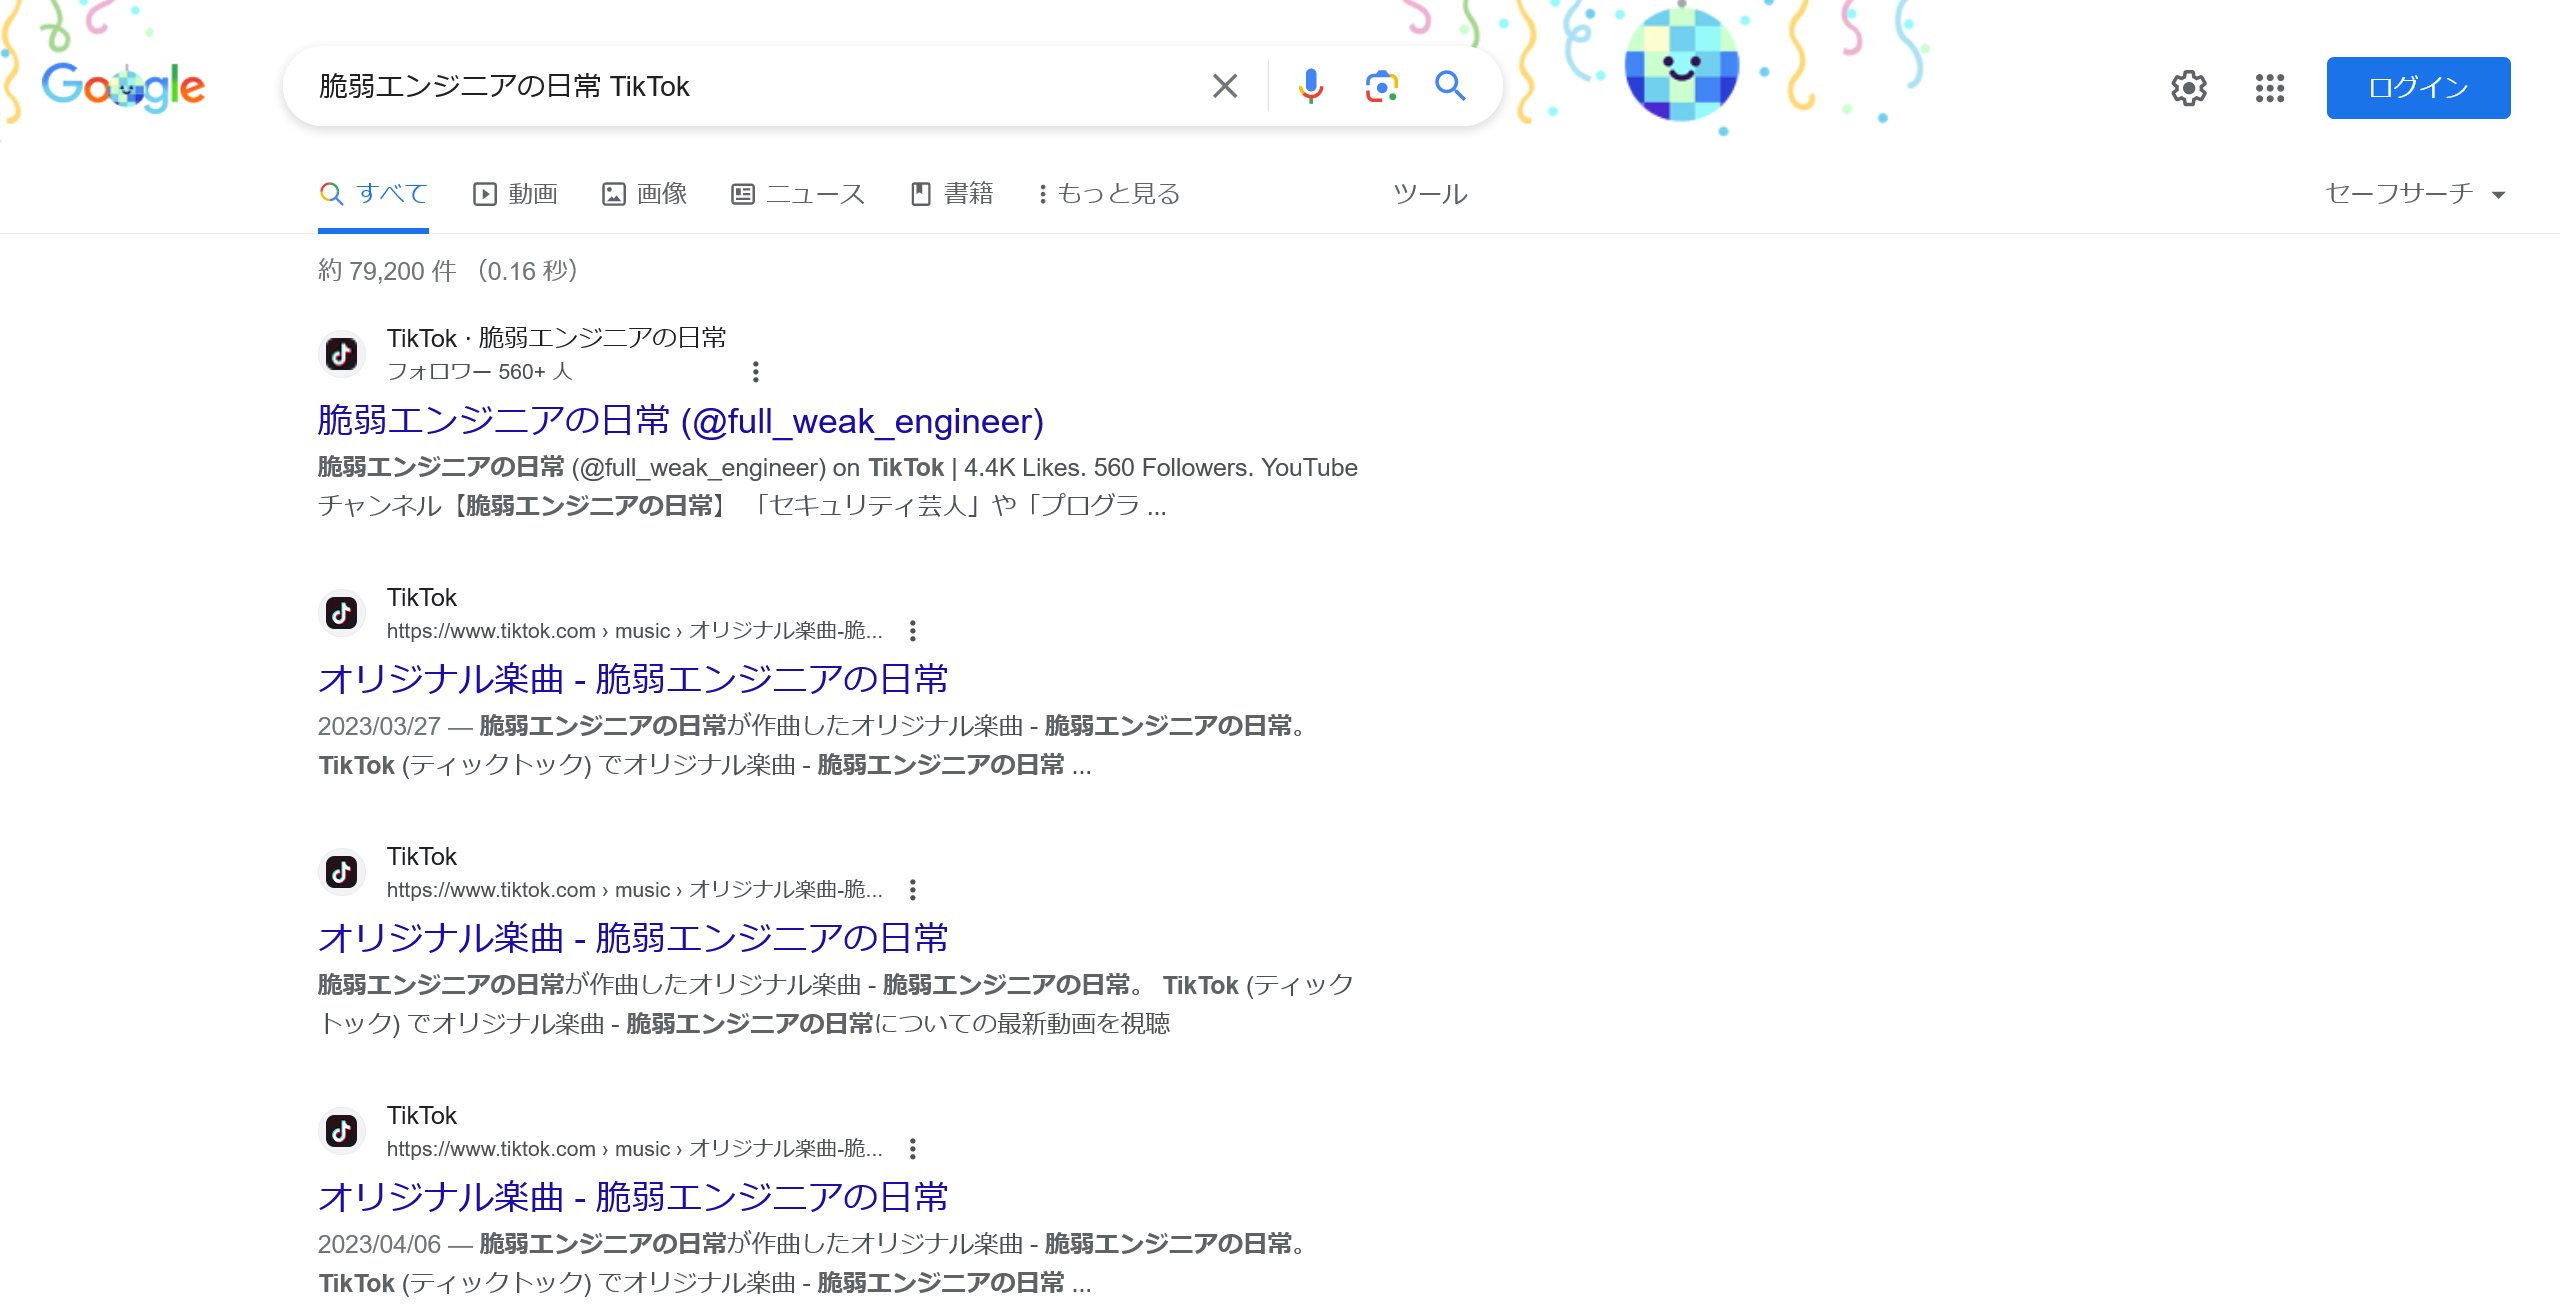 Google
脆弱エンジニアの日常 TikTok
ログイン
すべて 動画 画像 ニュース 書籍 もっと見る ツール セーフサーチ
約 79,200 件 （0.16 秒）
TikTok · 脆弱エンジニアの日常
フォロワー 560+ 人
脆弱エンジニアの日常 (@full_weak_engineer)
脆弱エンジニアの日常 (@full_weak_engineer) on TikTok | 4.4K Likes. 560 Followers. YouTube
チャンネル【脆弱エンジニアの日常】 「セキュリティ芸人」や「プログラ ...
TikTok
https://www.tiktok.com › music › オリジナル楽曲-脆...
オリジナル楽曲 - 脆弱エンジニアの日常
2023/03/27 — 脆弱エンジニアの日常が作曲したオリジナル楽曲 - 脆弱エンジニアの日常。
TikTok (ティックトック) でオリジナル楽曲 - 脆弱エンジニアの日常 ...
TikTok
https://www.tiktok.com › music › オリジナル楽曲-脆...
オリジナル楽曲 - 脆弱エンジニアの日常
脆弱エンジニアの日常が作曲したオリジナル楽曲 - 脆弱エンジニアの日常。 TikTok (ティック
トック) でオリジナル楽曲 - 脆弱エンジニアの日常についての最新動画を視聴
TikTok
https://www.tiktok.com › music › オリジナル楽曲-脆...
オリジナル楽曲 - 脆弱エンジニアの日常
2023/04/06 — 脆弱エンジニアの日常が作曲したオリジナル楽曲 - 脆弱エンジニアの日常。
TikTok (ティックトック) でオリジナル楽曲 - 脆弱エンジニアの日常 ...